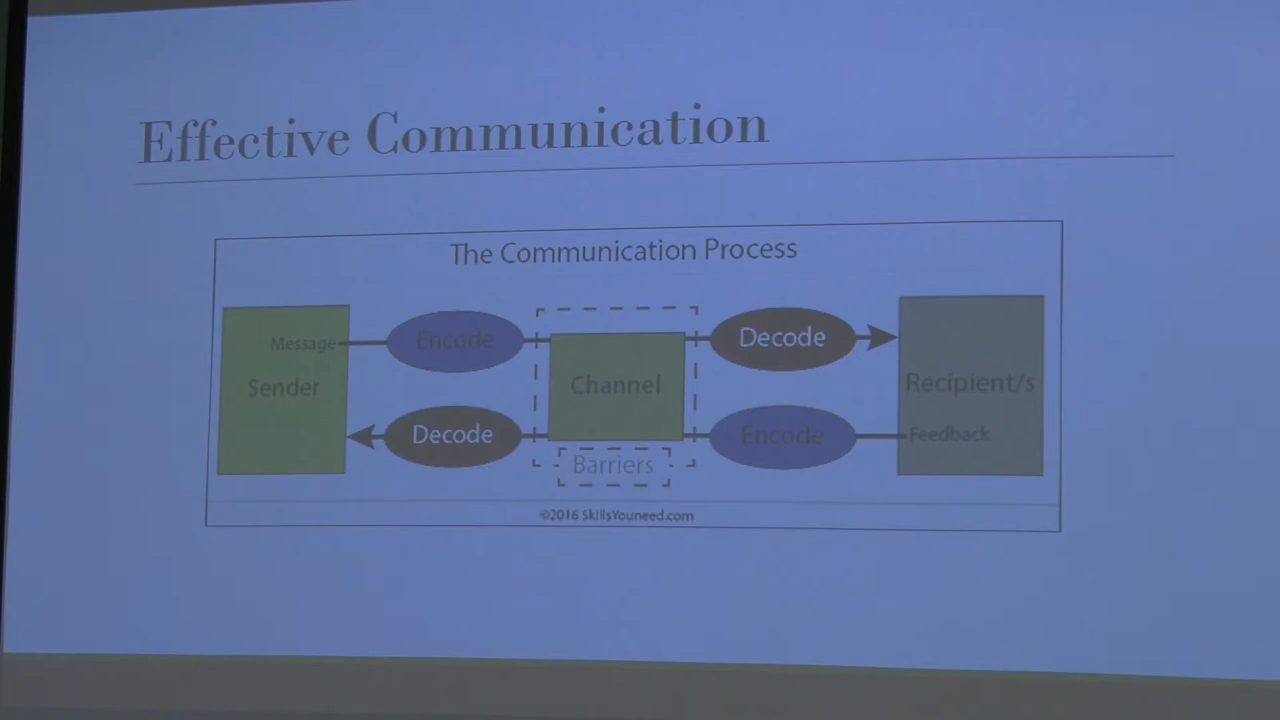 Effective Communication
The Communication Process
Message
Encode
Decode
Sender
Channel
Recipient/s
Decode
Encode
Feedback
Barriers
©2016 SkillsYouneed.com